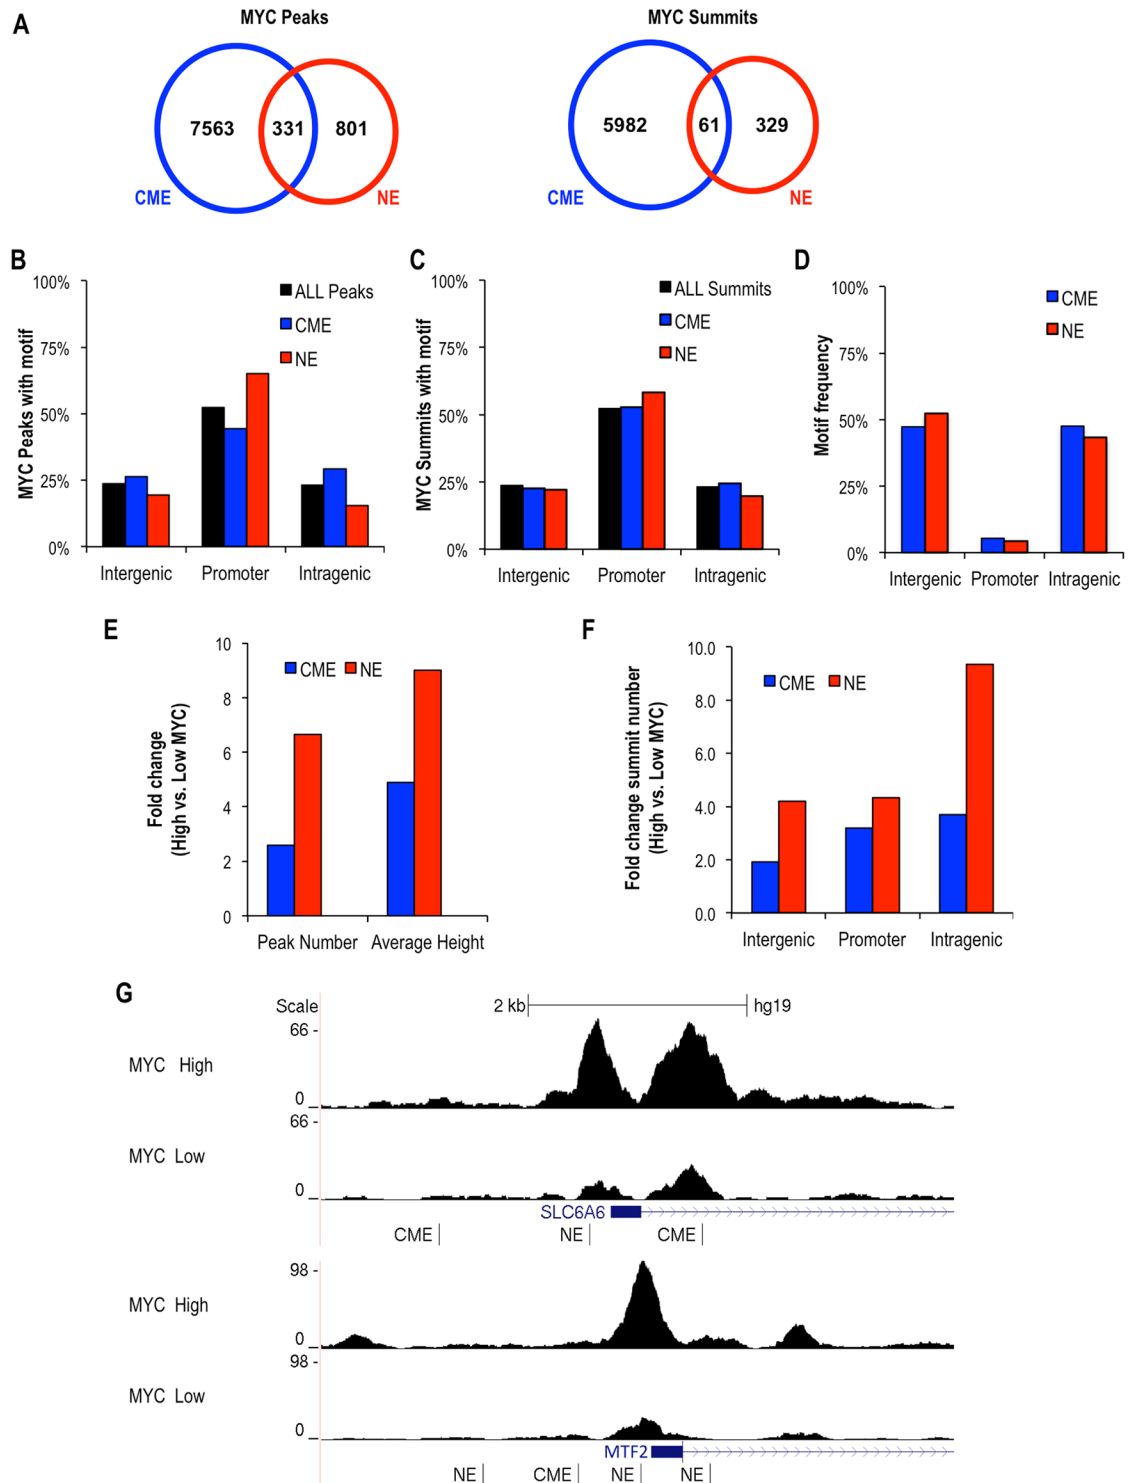 A
MYC Peaks
MYC Summits
7563 331 801
CME NE
5982 61 329
CME NE
B
MYC Peaks with motif
100%
75%
50%
25%
0%
ALL Peaks
CME
NE
Intergenic Promoter Intragenic
C
MYC Summits with motif
100%
75%
50%
25%
0%
ALL Summits
CME
NE
Intergenic Promoter Intragenic
D
Motif frequency
100%
75%
50%
25%
0%
CME
NE
Intergenic Promoter Intragenic
E
Fold change
(High vs. Low MYC)
10
8
6
4
2
0
CME NE
Peak Number Average Height
F
Fold change summit number
(High vs. Low MYC)
10.0
8.0
6.0
4.0
2.0
0.0
CME NE
Intergenic Promoter Intragenic
G
Scale 2 kb hg19
66 -
MYC High
0
66 -
MYC Low
0
SLC6A6
CME NE CME
98 -
MYC High
0
98 -
MYC Low
0
MTF2
NE CME NE NE